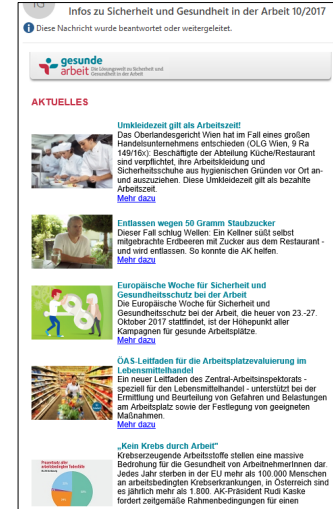 IG
Infos zu Sicherheit und Gesundheit in der Arbeit 10/2017
Diese Nachricht wurde beantwortet oder weitergeleitet.
gesunde
arbeit Die Lösungswelt zu Sicherheit und
Gesundheit in der Arbeit
AKTUELLES
Umkleidezeit gilt als Arbeitszeit!
Das Oberlandesgericht Wien hat im Fall eines großen
Handelsunternehmens entschieden (OLG Wien, 9 Ra
149/16x): Beschäftigte der Abteilung Küche/Restaurant
sind verpflichtet, ihre Arbeitskleidung und
Sicherheitsschuhe aus hygienischen Gründen vor Ort an-
und auszuziehen. Diese Umkleidezeit gilt als bezahlte
Arbeitszeit.
Mehr dazu
Entlassen wegen 50 Gramm Staubzucker
Dieser Fall schlug Wellen: Ein Kellner süßt selbst
mitgebrachte Erdbeeren mit Zucker aus dem Restaurant -
und wird entlassen. So konnte die AK helfen.
Mehr dazu
Europäische Woche für Sicherheit und
Gesundheitsschutz bei der Arbeit
Die Europäische Woche für Sicherheit und
Gesundheitsschutz bei der Arbeit, die heuer von 23.-27.
Oktober 2017 stattfindet, ist der Höhepunkt aller
Kampagnen für gesunde Arbeitsplätze.
Mehr dazu
ÖAS-Leitfaden für die Arbeitsplatzevaluierung im
Lebensmittelhandel
Ein neuer Leitfaden des Zentral-Arbeitsinspektorats -
speziell für den Lebensmittelhandel - unterstützt bei der
Ermittlung und Beurteilung von Gefahren und Belastungen
am Arbeitsplatz sowie der Festlegung von geeigneten
Maßnahmen.
Mehr dazu
„Kein Krebs durch Arbeit"
Krebserzeugende Arbeitsstoffe stellen eine massive
Bedrohung für die Gesundheit von ArbeitnehmerInnen dar.
Jedes Jahr sterben in der EU mehr als 100.000 Menschen
an arbeitsbedingten Krebserkrankungen, in Österreich sind
es jährlich mehr als 1.800. AK-Präsident Rudi Kaske
fordert zeitgemäße Rahmenbedingungen für einen